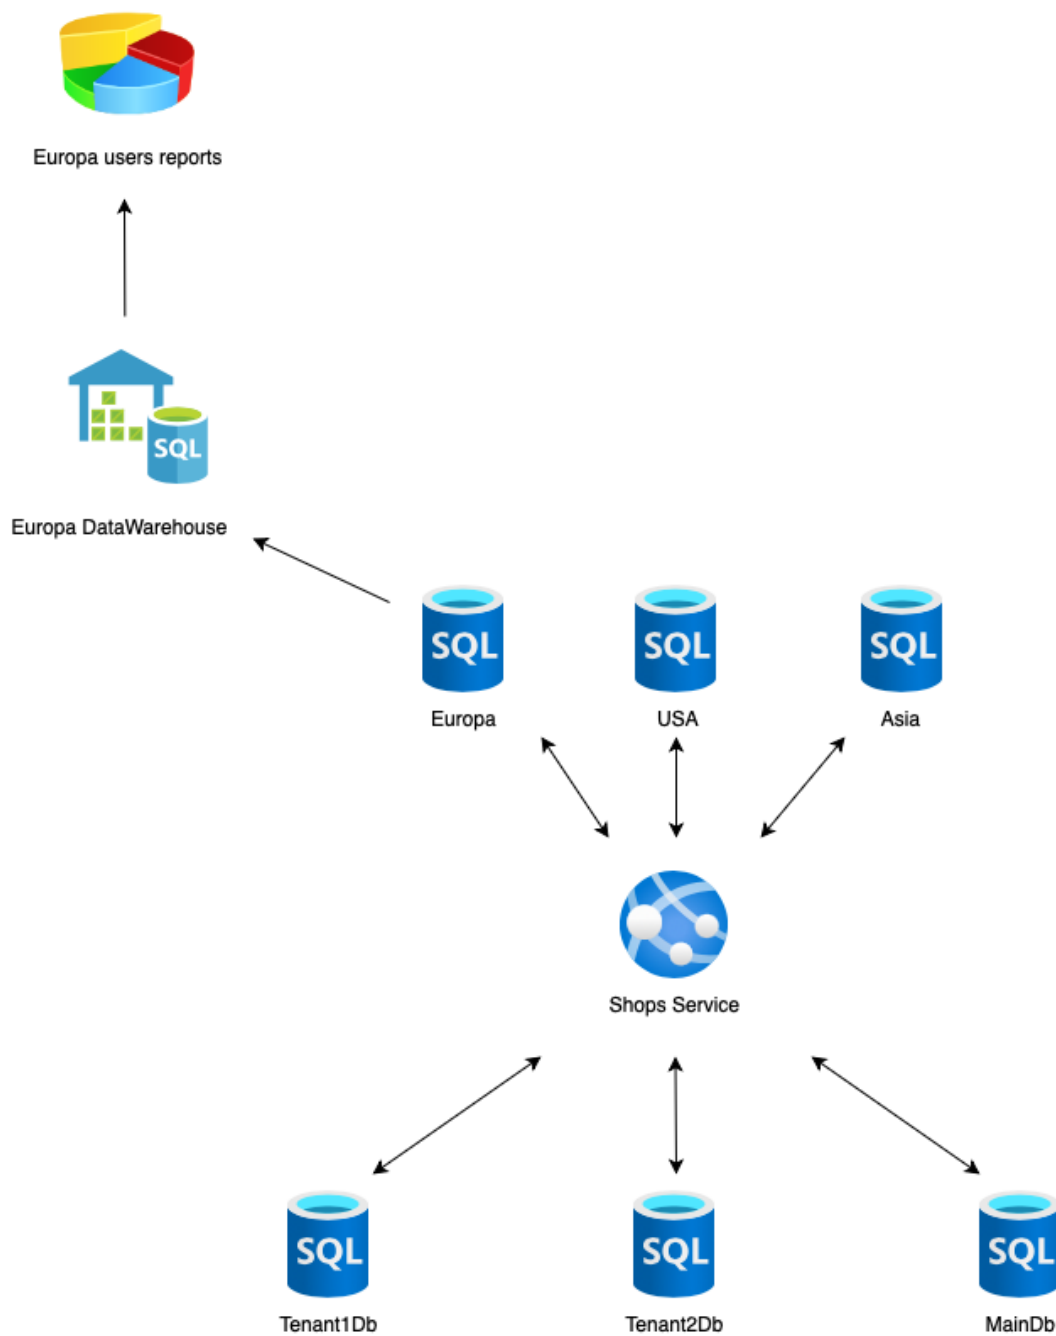 Europa users reports
SQL
Europa DataWarehouse
SQL
SQL
SQL
Europa
USA
Asia
Shops Service
SQL
SQL
SQL
Tenant1Db
Tenant2Db
MainDb